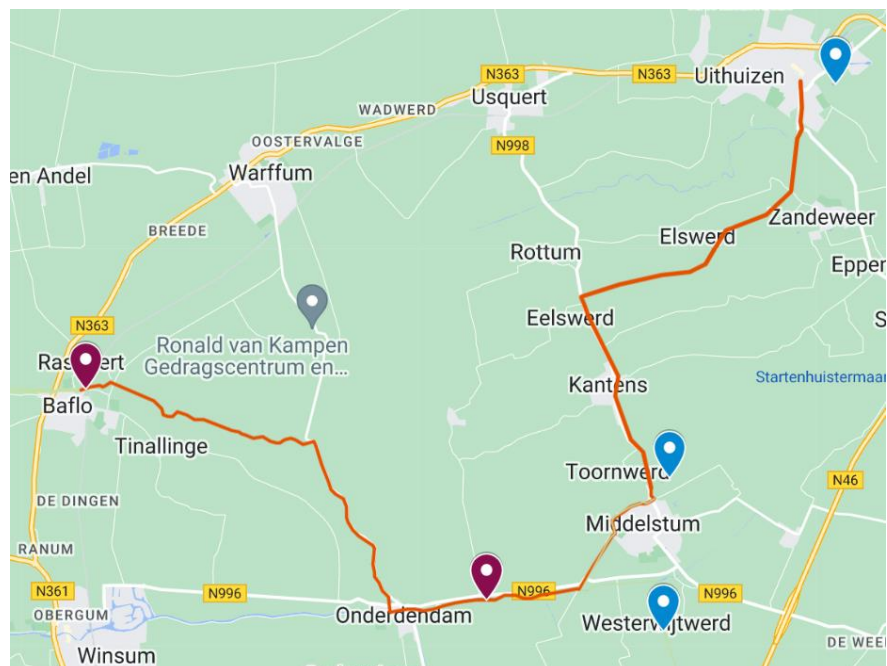 N363
N363
Uithuizen
Usquert
WADWERD
OOSTERVALGE
N998
en Andel
Warffum
Zandeweer
BREEDE
Elswerd
Rottum
Eppen
N363
Eelswerd
S
Ronald van Kampen
Gedragscentrum en...
Startenhuistermaar
Kantens
Baflo
Tinallinge
Toornwerd
N46
DE DINGEN
Middelstum
RANUM
N361
N996
N996
N996
OBERGUM
Onderdendam
Westerwijtwerd
DE WEE
Winsum